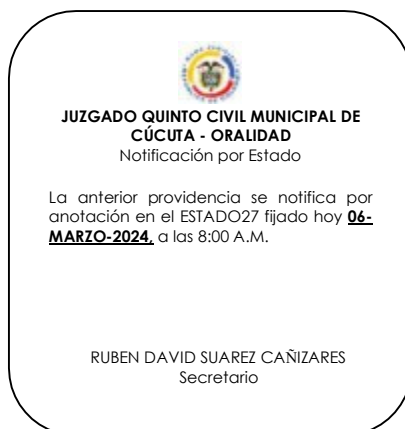 JUZGADO QUINTO CIVIL MUNICIPAL DE
CÚCUTA - ORALIDAD
Notificación por Estado
La anterior providencia se notifica por
anotación en el ESTADO27 fijado hoy 06-
MARZO-2024, a las 8:00 A.M.
RUBEN DAVID SUAREZ CAÑIZARES
Secretario